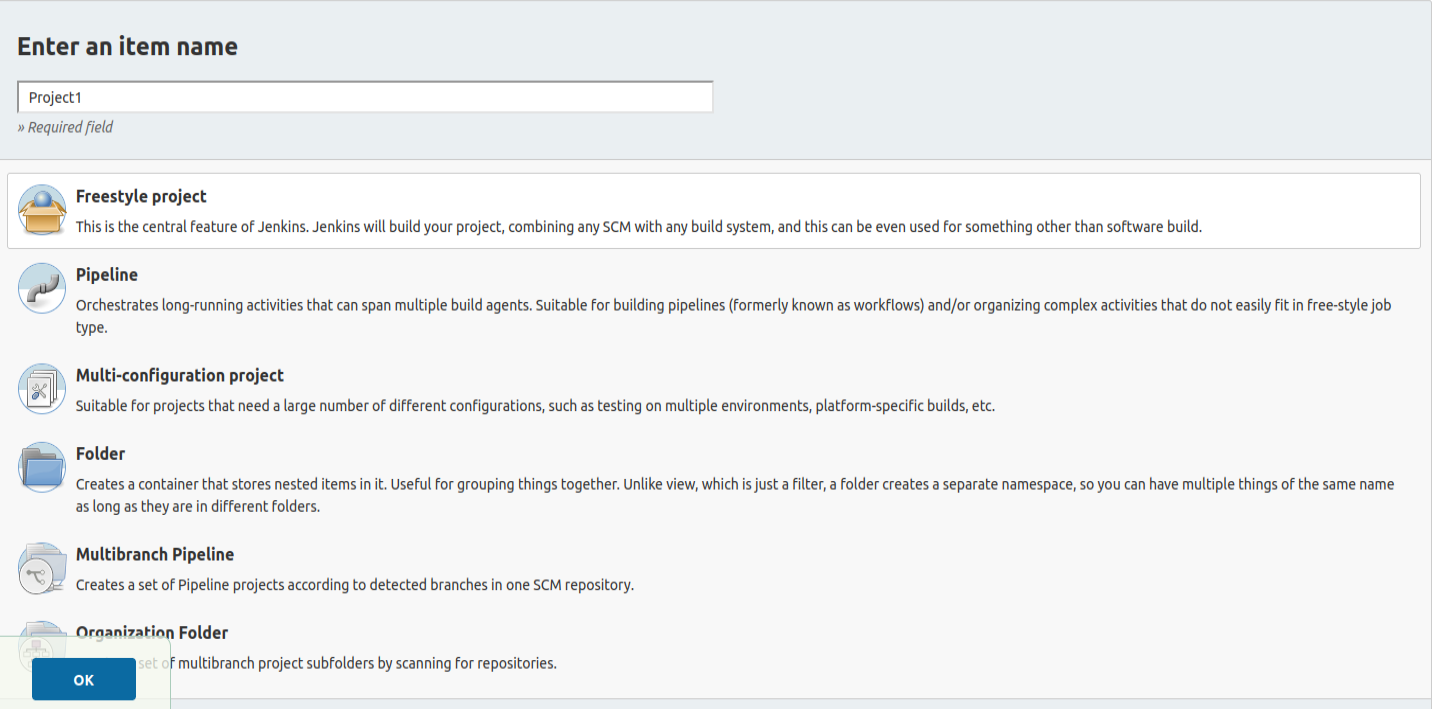 Enter an item name
Project1
» Required field
Freestyle project
This is the central feature of Jenkins. Jenkins will build your project, combining any SCM with any build system, and this can be even used for something other than software build.
Pipeline
Orchestrates long-running activities that can span multiple build agents. Suitable for building pipelines (formerly known as workflows) and/or organizing complex activities that do not easily fit in free-style job
type.
Multi-configuration project
Suitable for projects that need a large number of different configurations, such as testing on multiple environments, platform-specific builds, etc.
Folder
Creates a container that stores nested items in it. Useful for grouping things together. Unlike view, which is just a filter, a folder creates a separate namespace, so you can have multiple things of the same name
as long as they are in different folders.
Multibranch Pipeline
Creates a set of Pipeline projects according to detected branches in one SCM repository.
Organization Folder
set of multibranch project subfolders by scanning for repositories.
OK